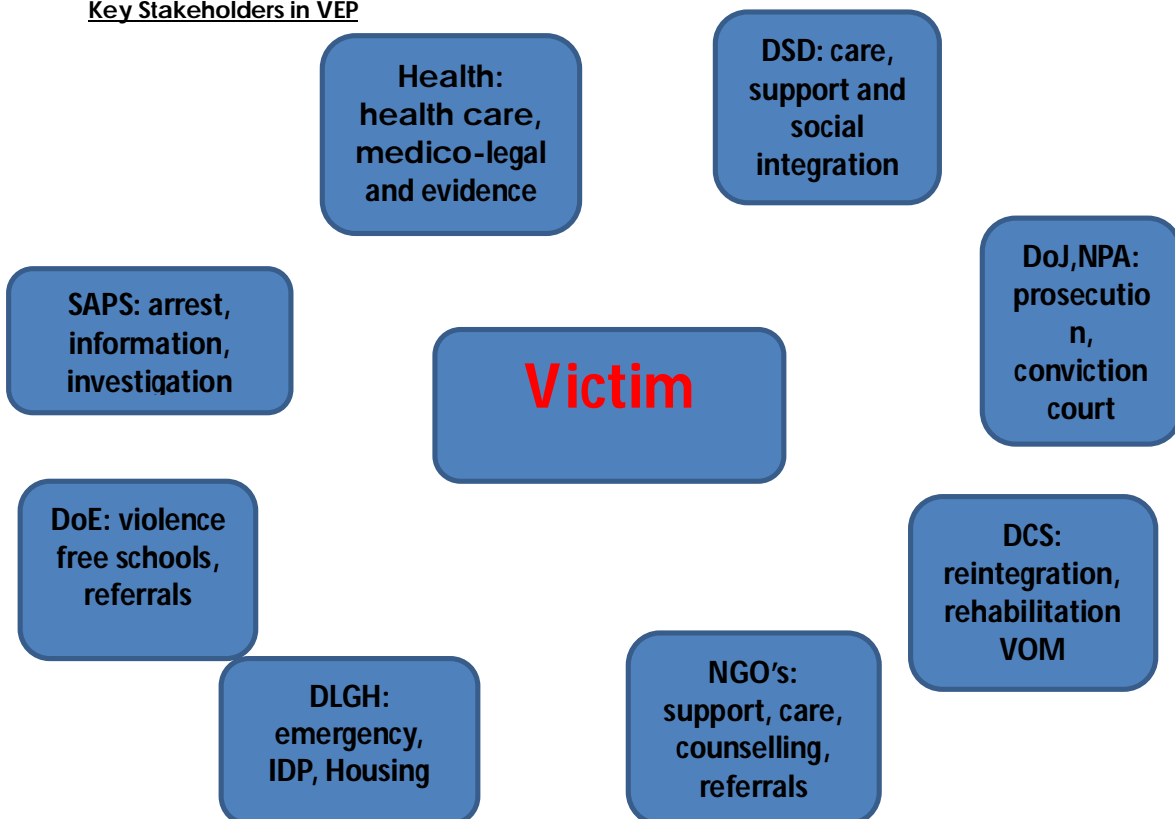 Key Stakeholders in VEP
Health:
health care,
medico-legal
and evidence
DSD: care,
support and
social
integration
DoJ,NPA:
prosecutio
n,
conviction
court
SAPS: arrest,
information,
investigation
Victim
DoE: violence
free schools,
referrals
DCS:
reintegration,
rehabilitation
VOM
DLGH:
emergency,
IDP, Housing
NGO's:
support, care,
counselling,
referrals